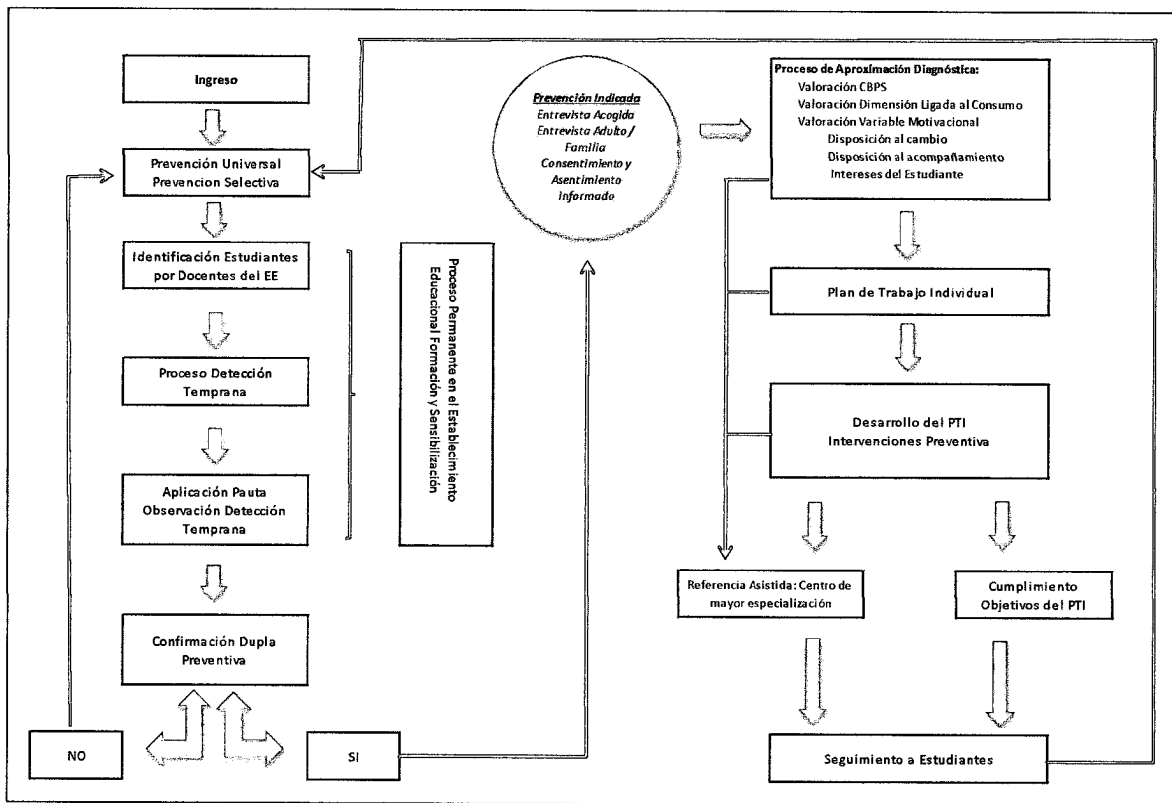 Ingreso
Prevención Universal
Prevencion Selectiva
Identificación Estudiantes
por Docentes del EE
Proceso Detección
Temprana
Aplicación Pauta
Observación Detección
Temprana
Confirmación Dupla
Preventiva
NO
SI
Proceso Permanente en el Establecimiento
Educacional Formación y Sensibilización
Prevención Indicada
Entrevista Acogida
Entrevista Adulto /
Familia
Consentimiento y
Asentimiento
Informado
Proceso de Aproximación Diagnóstica:
Valoración CBPS
Valoración Dimensión Ligada al Consumo
Valoración Variable Motivacional
Disposición al cambio
Disposición al acompañamiento
Intereses del Estudiante
Plan de Trabajo Individual
Desarrollo del PTI
Intervenciones Preventiva
Referencia Asistida: Centro de
mayor especialización
Cumplimiento
Objetivos del PTI
Seguimiento a Estudiantes